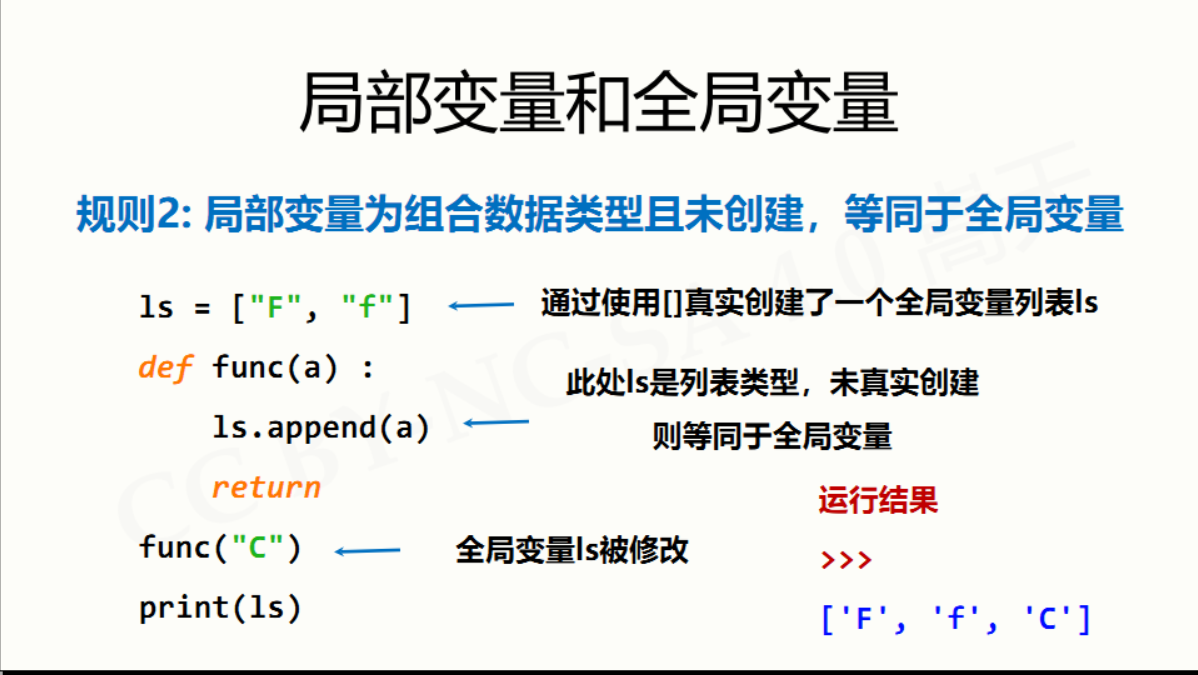 局部变量和全局变量
规则2: 局部变量为组合数据类型且未创建，等同于全局变量
ls = ["F", "f"]
通过使用[]真实创建了一个全局变量列表ls
def func(a) :
此处ls是列表类型，未真实创建
则等同于全局变量
ls.append(a)
return
运行结果
func("C")
全局变量ls被修改
>>>
print(ls)
['F', 'f', 'C']
CC BY NC-SA 4.0 嵩天